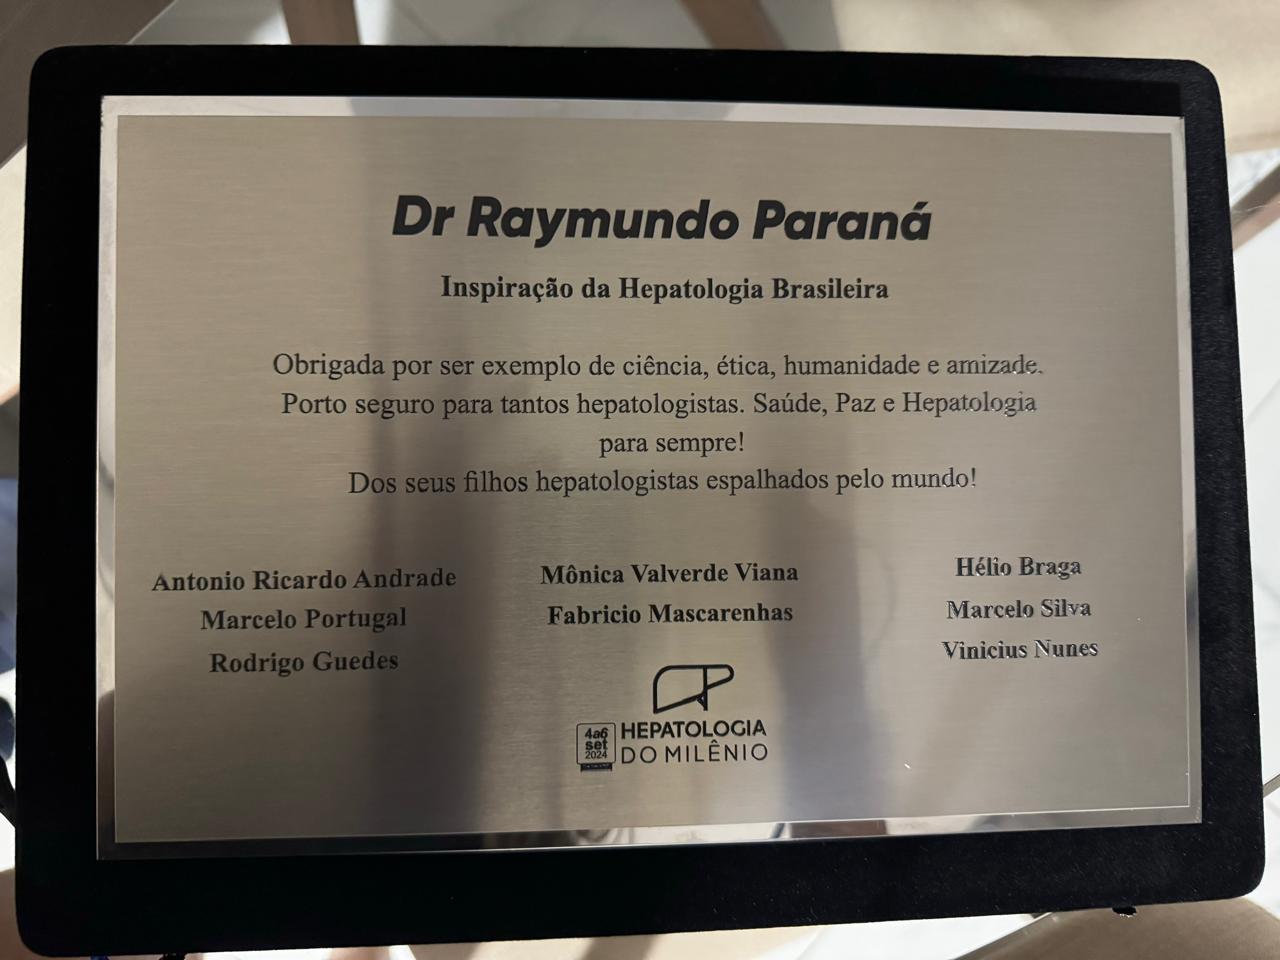 Dr Raymundo Paraná
Inspiração da Hepatologia Brasileira
Obrigada por ser exemplo de ciência, ética, humanidade e amizade.
Porto seguro para tantos hepatologistas. Saúde, Paz e Hepatologia
para sempre!
Dos seus filhos hepatologistas espalhados pelo mundo!
Antonio Ricardo Andrade
Marcelo Portugal
Rodrigo Guedes
Mônica Valverde Viana
Fabricio Mascarenhas
Hélio Braga
Marcelo Silva
Vinicius Nunes
4a6
set
2024
HEPATOLOGIA
DO MILÊNIO